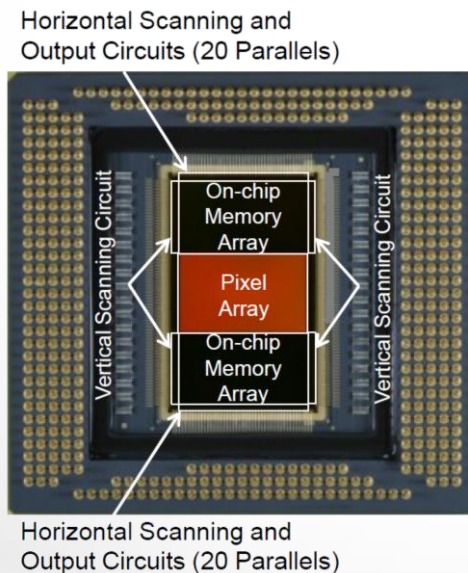 Horizontal Scanning and
Output Circuits (20 Parallels)
On-chip
Memory
Array
Vertical Scanning Circuit
Pixel
Array
Vertical Scanning Circuit
On-chip
Memory
Array
Horizontal Scanning and
Output Circuits (20 Parallels)